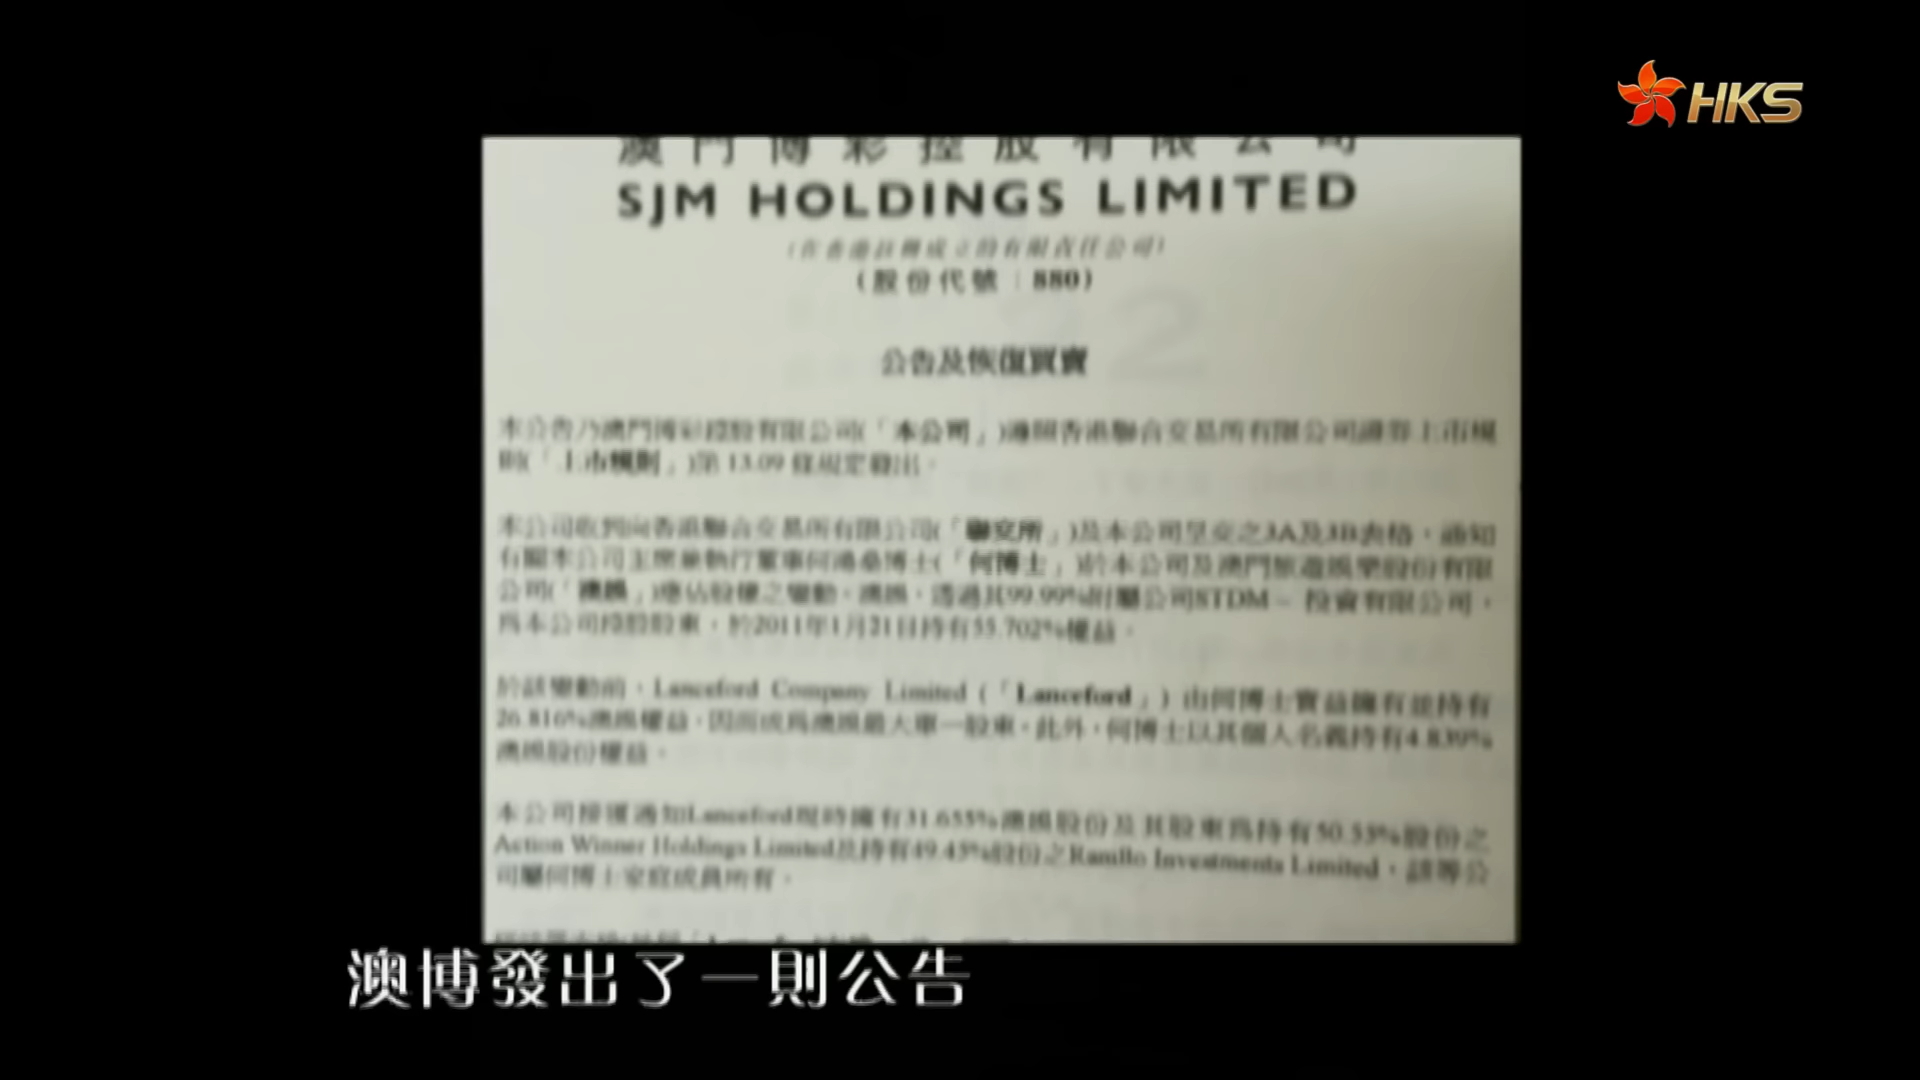 HKS
澳門博彩控股有限公司
SJM HOLDINGS LIMITED
(在香港註冊成立的有限責任公司)
(股份代號：880)
公告及恢復買賣
本公告乃澳門博彩控股有限公司(「本公司」)遵照香港聯合交易所有限公司證券上市規
則(「上市規則」)第 13.09 條規定發出。
本公司收到向香港聯合交易所有限公司(「聯交所」)及本公司呈交之3A及3B表格，通知
有關本公司主席兼執行董事何鴻燊博士(「何博士」)於本公司及澳門旅遊娛樂股份有限
公司(「澳娛」)應佔股權之變動。澳娛，透過其99.99%附屬公司STDM – 投資有限公司，
為本公司控股股東，於2011年1月21日持有55.702%權益。
於該變動前，Lanceford Company Limited (「Lanceford」) 由何博士實益擁有並持有
26.816%澳娛權益，因而成為澳娛最大單一股東。此外，何博士以其個人名義持有4.839%
澳娛股份權益。
本公司接獲通知Lanceford現時擁有31.655%澳娛股份及其股東為持有50.55%股份之
Action Winner Holdings Limited及持有49.45%股份之Ranillo Investments Limited，該等公
司屬何博士家庭成員所有。
澳博發出了一則公告